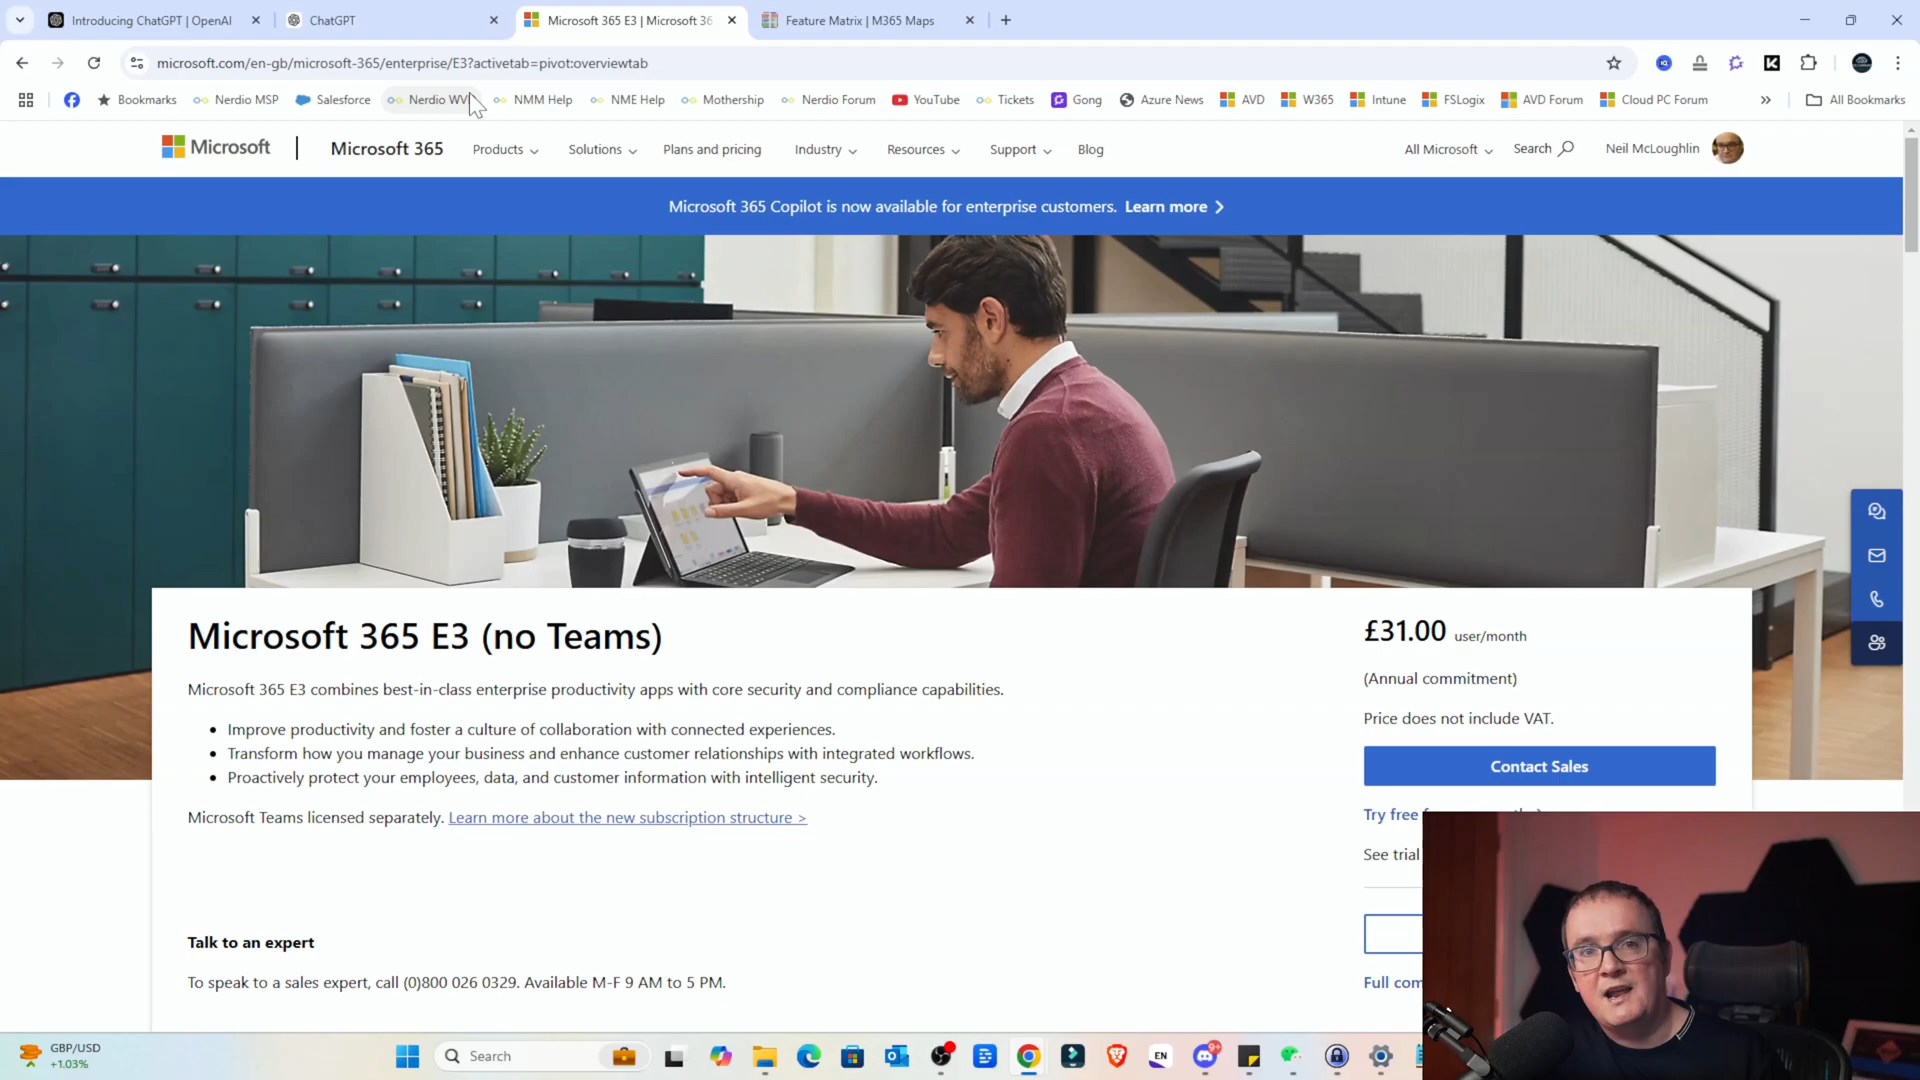 Introducing ChatGPT | OpenAI
ChatGPT
Microsoft 365 E3 | Microsoft 36
Feature Matrix | M365 Maps
microsoft.com/en-gb/microsoft-365/enterprise/E3?activetab=pivot:overviewtab
Bookmarks
Nerdio MSP
Salesforce
Nerdio WV
NMM Help
NME Help
Mothership
Nerdio Forum
YouTube
Tickets
Gong
Azure News
AVD
W365
Intune
FSLogix
AVD Forum
Cloud PC Forum
All Bookmarks
Microsoft
Microsoft 365
Products
Solutions
Plans and pricing
Industry
Resources
Support
Blog
All Microsoft
Search
Neil McLoughlin
Microsoft 365 Copilot is now available for enterprise customers. Learn more
Microsoft 365 E3 (no Teams)
£31.00 user/month
Microsoft 365 E3 combines best-in-class enterprise productivity apps with core security and compliance capabilities.
(Annual commitment)
Improve productivity and foster a culture of collaboration with connected experiences.
Price does not include VAT.
Transform how you manage your business and enhance customer relationships with integrated workflows.
Contact Sales
Proactively protect your employees, data, and customer information with intelligent security.
Microsoft Teams licensed separately. Learn more about the new subscription structure >
Try free
See trial
Talk to an expert
To speak to a sales expert, call (0)800 026 0329. Available M-F 9 AM to 5 PM.
Full com
GBP/USD
+1.03%
Search
EN
9+